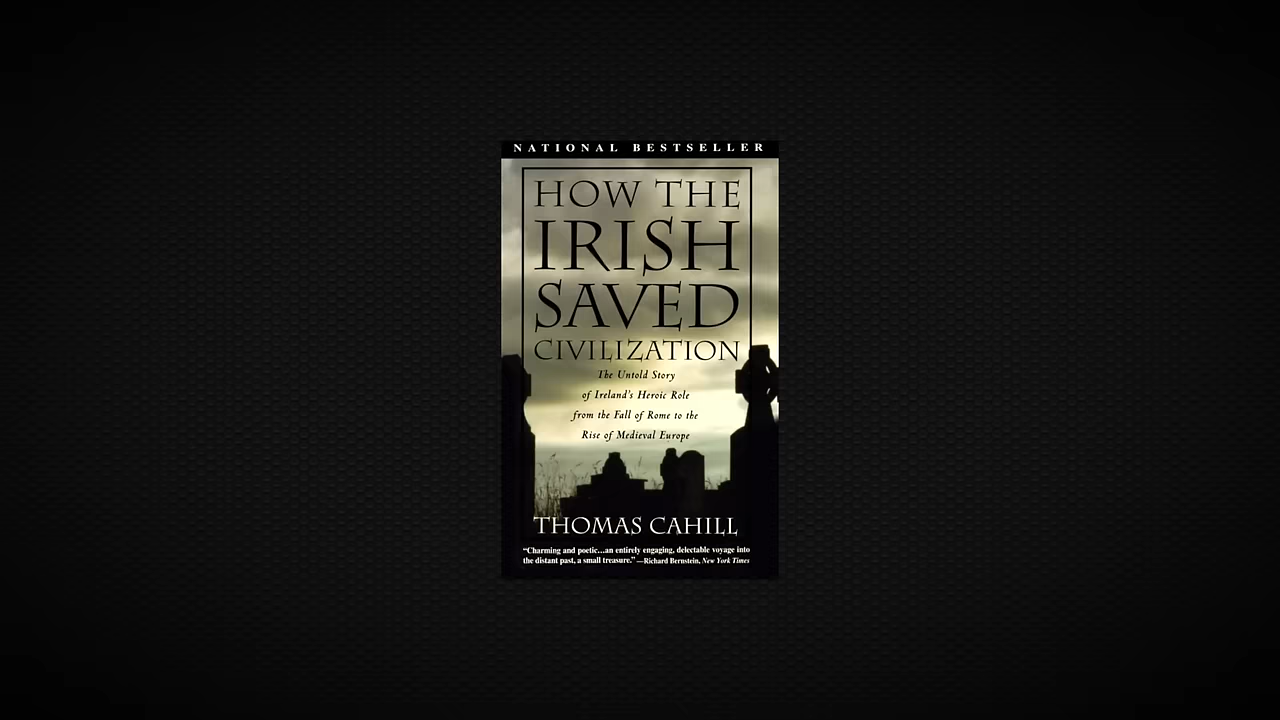 NATIONAL BESTSELLER
HOW THE
IRISH
SAVED
CIVILIZATION
The Untold Story
of Ireland's Heroic Role
from the Fall of Rome to the
Rise of Medieval Europe
THOMAS CAHILL
“Charming and poetic...an entirely engaging, delectable voyage into
the distant past, a small treasure.”—Richard Bernstein, New York Times